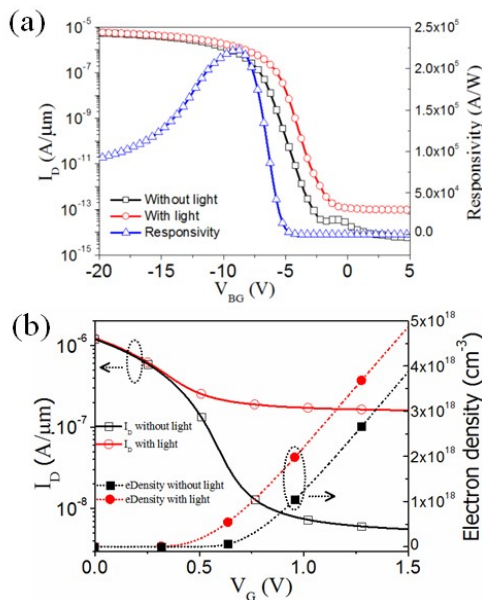 (a)
10⁻⁵
10⁻⁷
10⁻⁹
10⁻¹¹
10⁻¹³
10⁻¹⁵
I_D (A/μm)
Without light
With light
Responsivity
2.5x10⁵
2.0x10⁵
1.5x10⁵
1.0x10⁵
5.0x10⁴
0.0
Responsivity (A/W)
-20 -15 -10 -5 0 5
V_BG (V)
(b)
10⁻⁶
10⁻⁷
10⁻⁸
I_D (A/μm)
I_D without light
I_D with light
eDensity without light
eDensity with light
5x10¹⁸
4x10¹⁸
3x10¹⁸
2x10¹⁸
1x10¹⁸
0
Electron density (cm⁻³)
0.0 0.5 1.0 1.5
V_G (V)